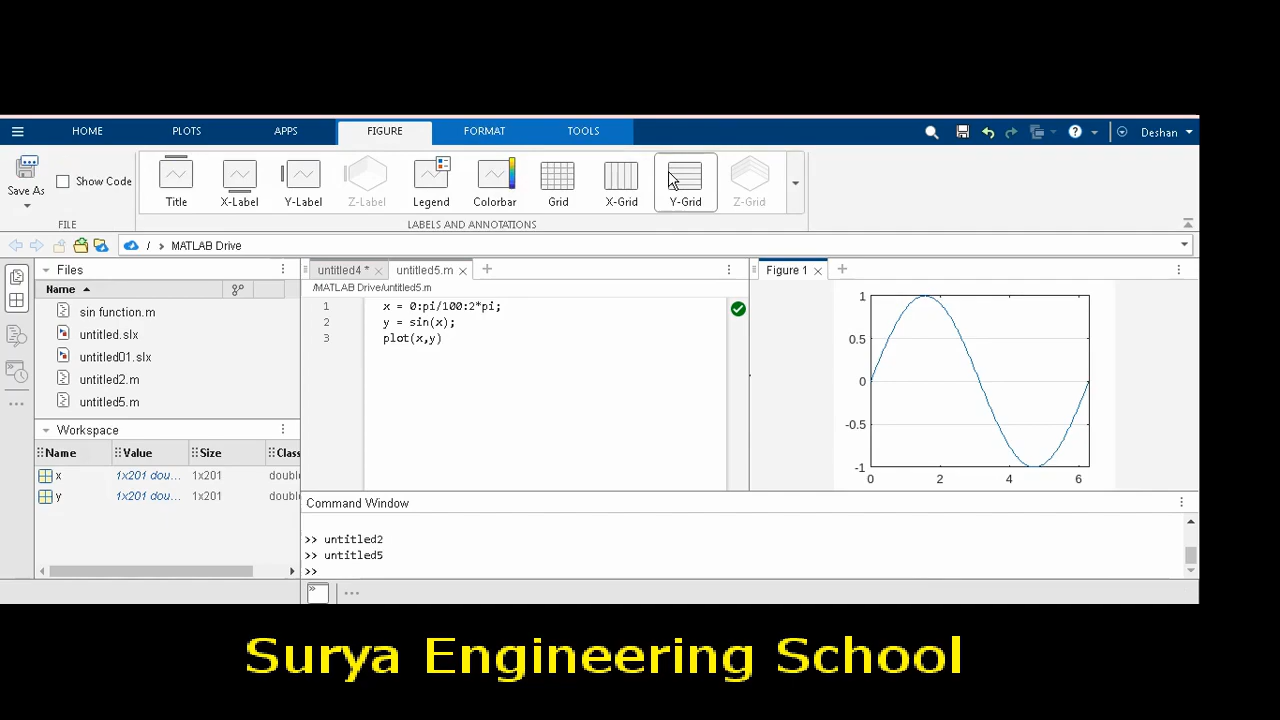 HOME PLOTS APPS FIGURE FORMAT TOOLS Deshan
Save As
Show Code
Title X-Label Y-Label Z-Label Legend Colorbar Grid X-Grid Y-Grid Z-Grid
FILE LABELS AND ANNOTATIONS
/ MATLAB Drive
Files
Name
sin function.m
untitled.slx
untitled01.slx
untitled2.m
untitled5.m
Workspace
Name Value Size Class
x 1x201 dou... 1x201 double
y 1x201 dou... 1x201 double
untitled4 * untitled5.m
/MATLAB Drive/untitled5.m
1 x = 0:pi/100:2*pi;
2 y = sin(x);
3 plot(x,y)
Figure 1
1
0.5
0
-0.5
-1
0 2 4 6
Command Window
>> untitled2
>> untitled5
>>
Surya Engineering School